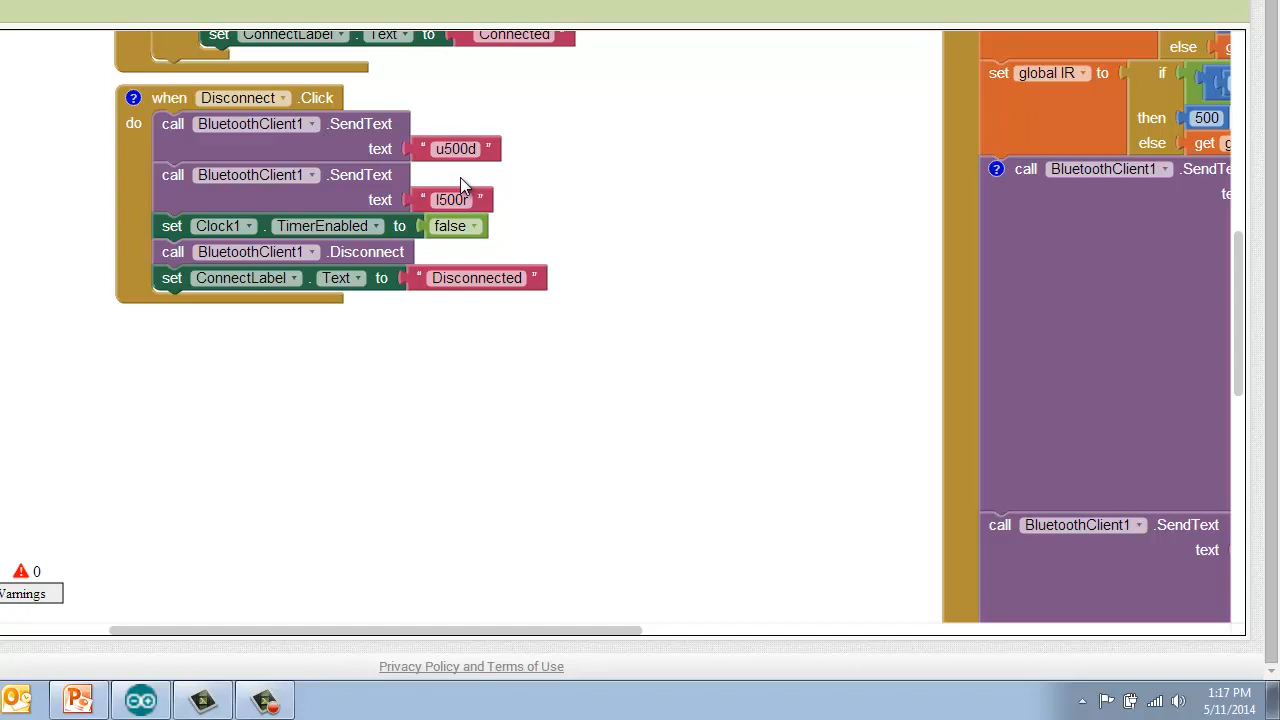 set ConnectLabel . Text to " Connected "
when Disconnect .Click
do call BluetoothClient1 .SendText
text " u500d "
call BluetoothClient1 .SendText
text " l500r "
set Clock1 . TimerEnabled to false
call BluetoothClient1 .Disconnect
set ConnectLabel . Text to " Disconnected "
else
set global IR to if
then 500
else get
call BluetoothClient1
call BluetoothClient1 .SendText
text
0
Warnings
Privacy Policy and Terms of Use
1:17 PM
5/11/2014